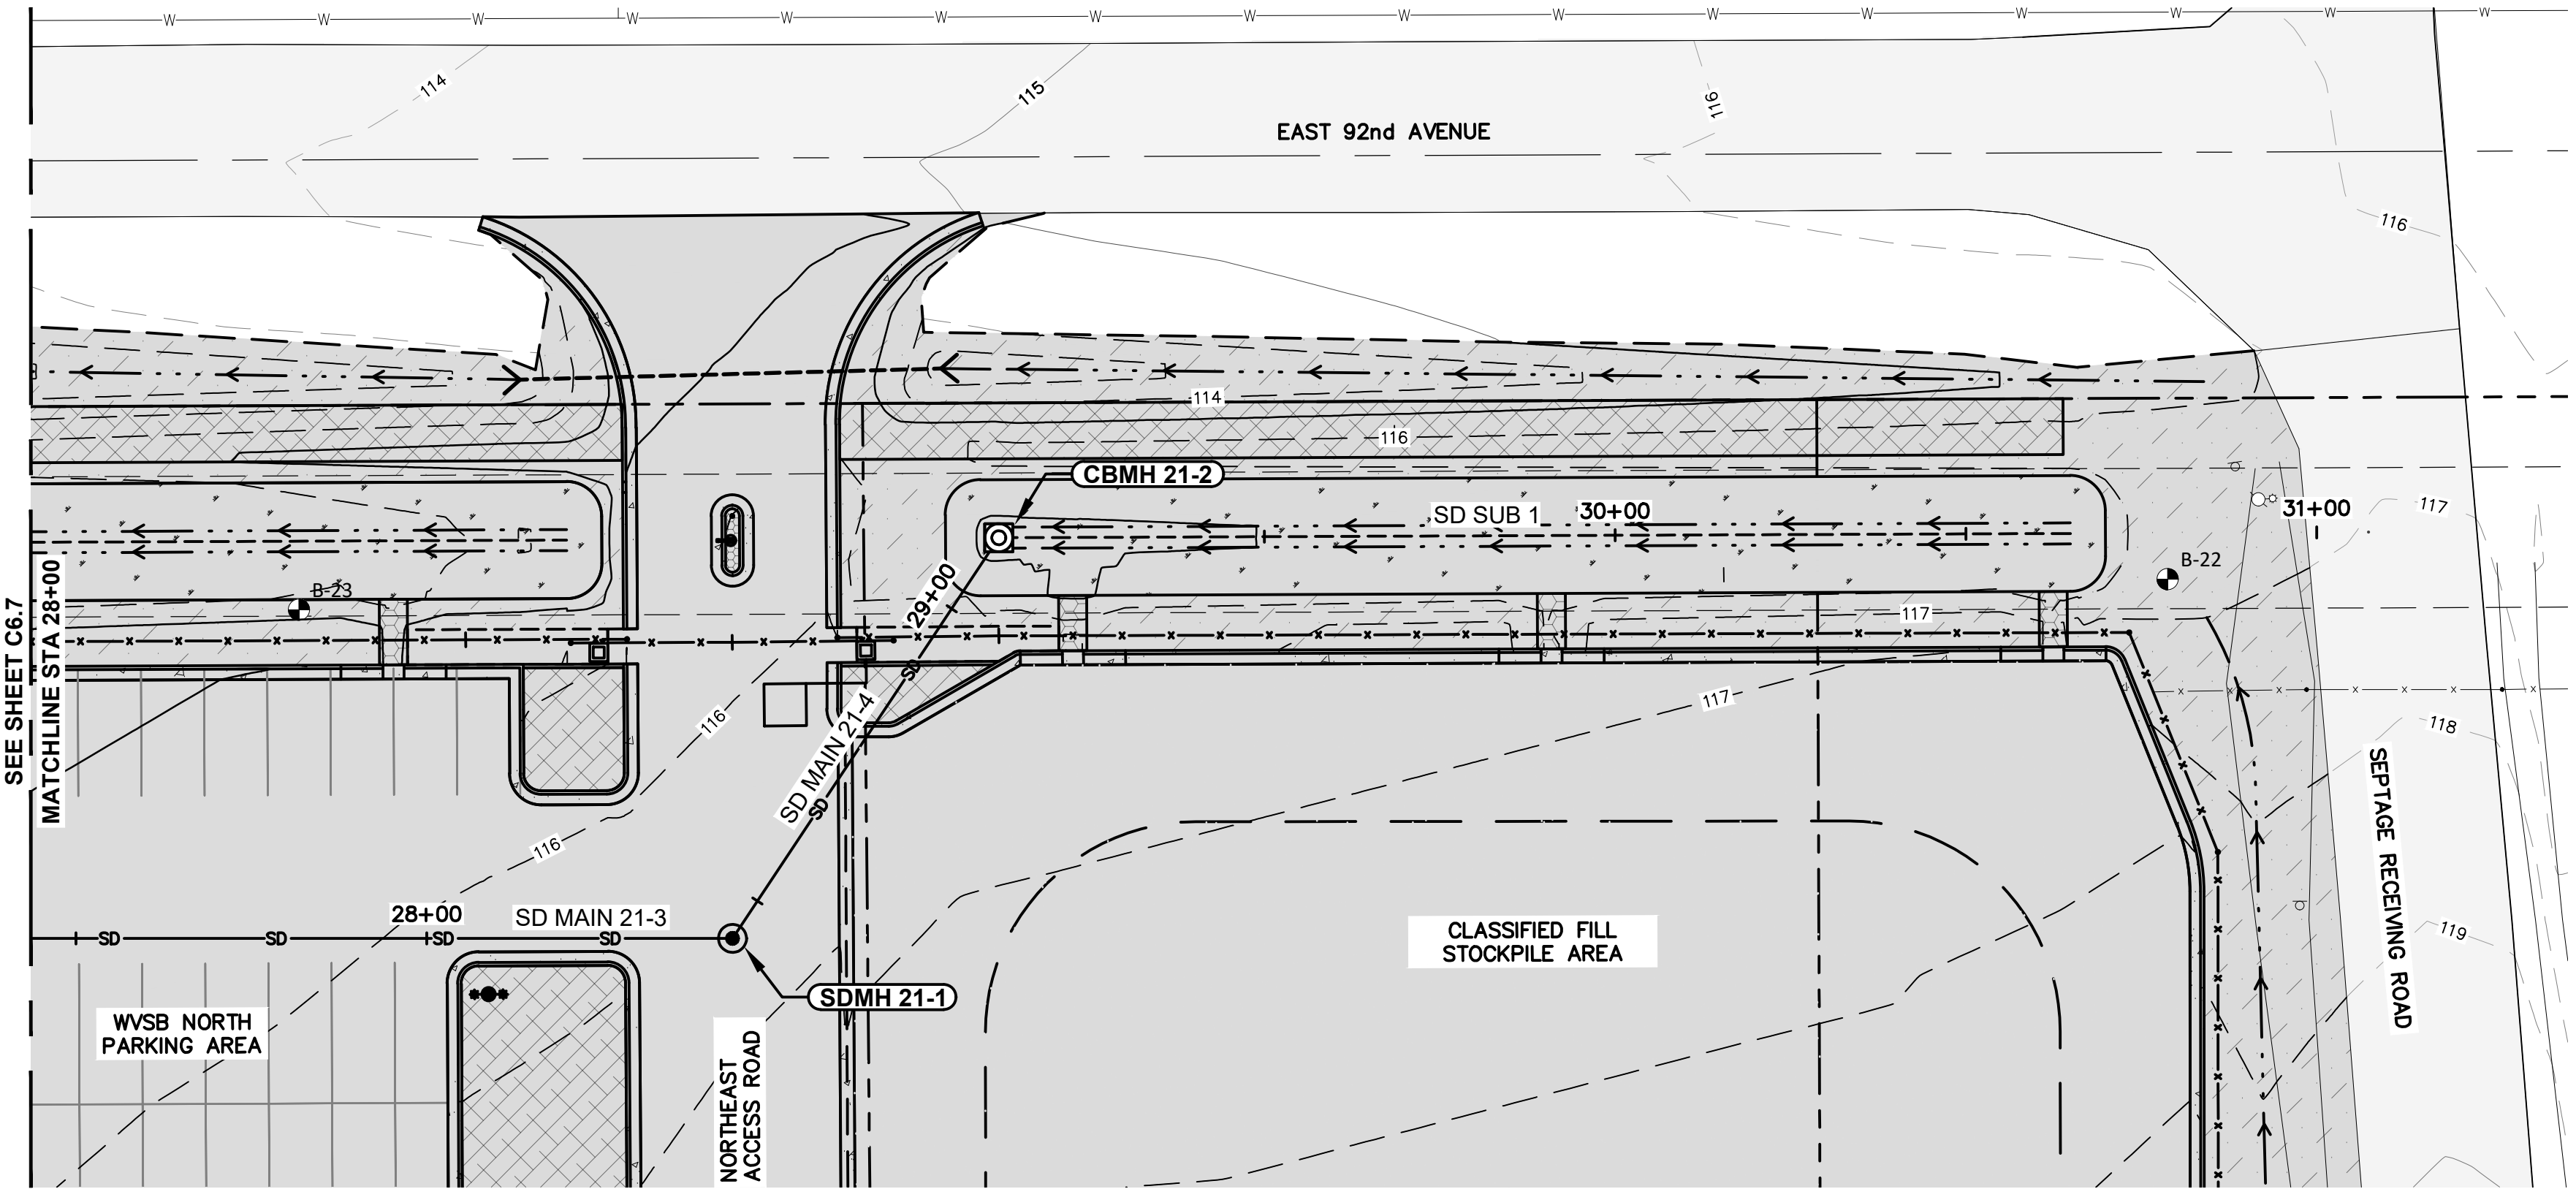 W W W W W W W W W W W W W W W W
114
115
116
EAST 92nd AVENUE
116
114
116
CBMH 21-2
SD SUB 1
30+00
31+00
117
B-22
B-23
29+00
117
SEE SHEET C6.7
MATCHLINE STA 28+00
SD
116
117
118
SD MAIN 21-4
SD
116
28+00
SD MAIN 21-3
SD SD SD SD
SEPTAGE RECEIVING ROAD
119
CLASSIFIED FILL
STOCKPILE AREA
SDMH 21-1
WVSB NORTH
PARKING AREA
NORTHEAST
ACCESS ROAD